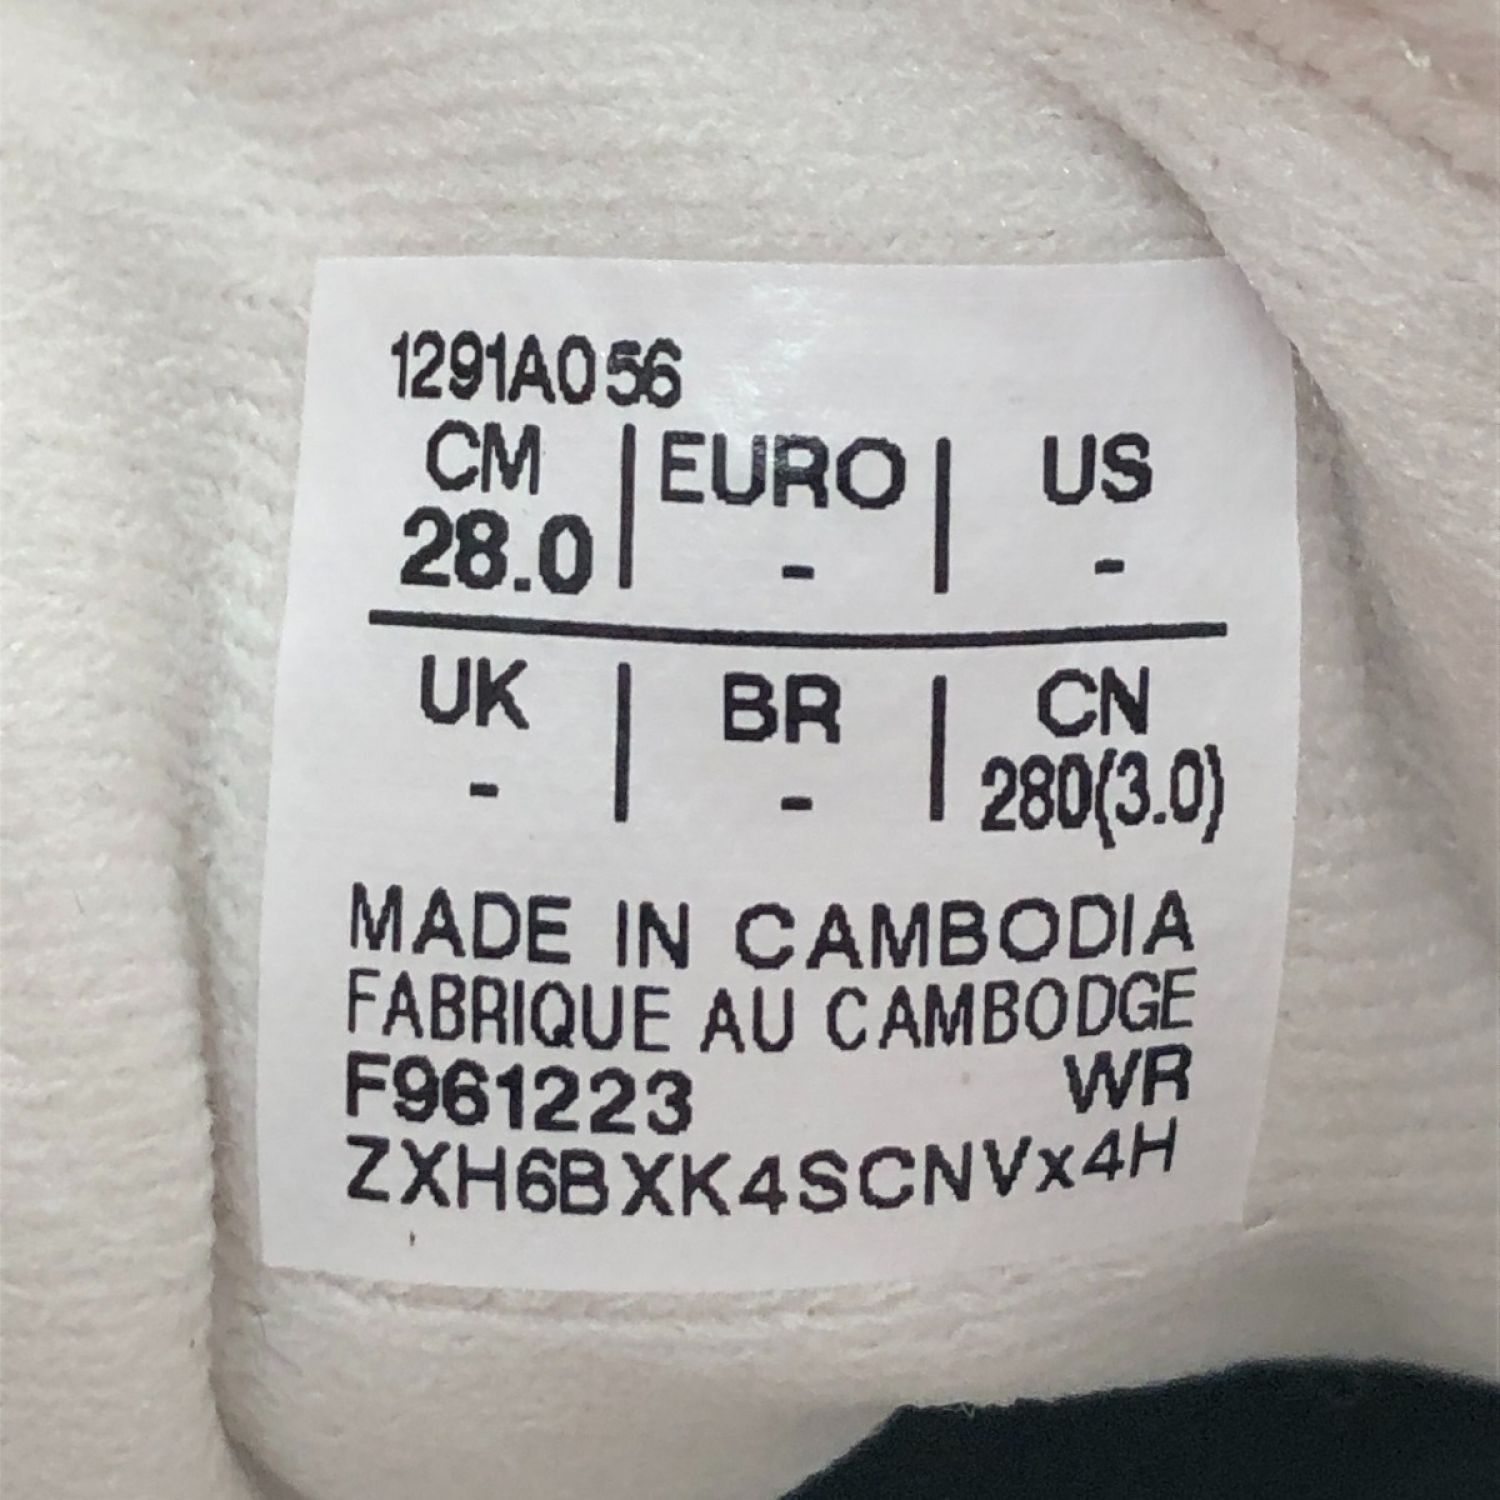 1291A056
CM | EURO | US
28.0 | - | -
UK | BR | CN
- | - | 280(3.0)
MADE IN CAMBODIA
FABRIQUE AU CAMBODGE
F961223 WR
ZXH6BXK4SCNVx4H